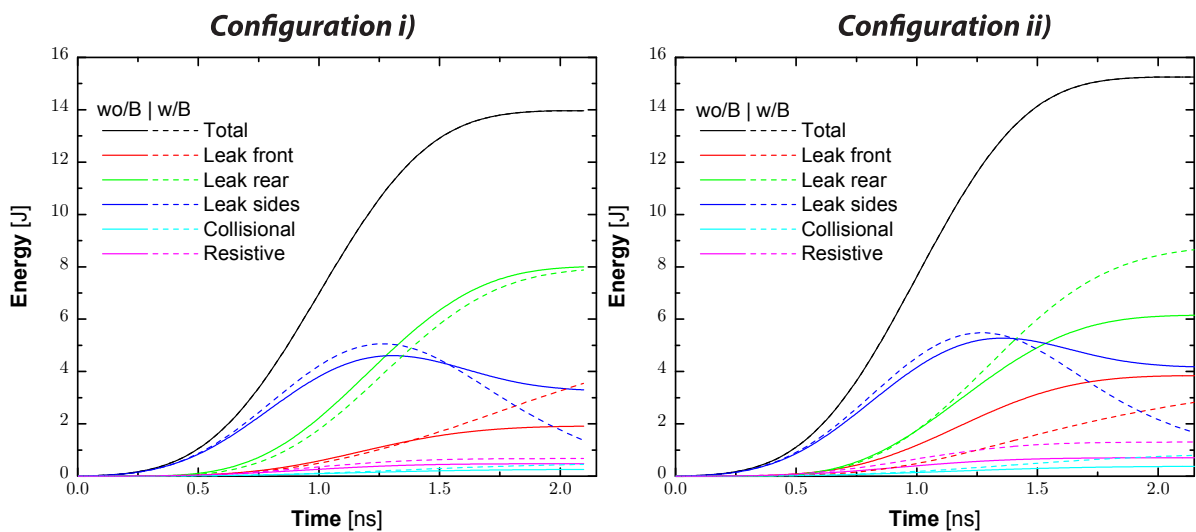 Configuration i)
16
14
12
10
8
6
4
2
0
Energy [J]
wo/B | w/B
Total
Leak front
Leak rear
Leak sides
Collisional
Resistive
0.0 0.5 1.0 1.5 2.0
Time [ns]
Configuration ii)
16
14
12
10
8
6
4
2
0
Energy [J]
wo/B | w/B
Total
Leak front
Leak rear
Leak sides
Collisional
Resistive
0.0 0.5 1.0 1.5 2.0
Time [ns]